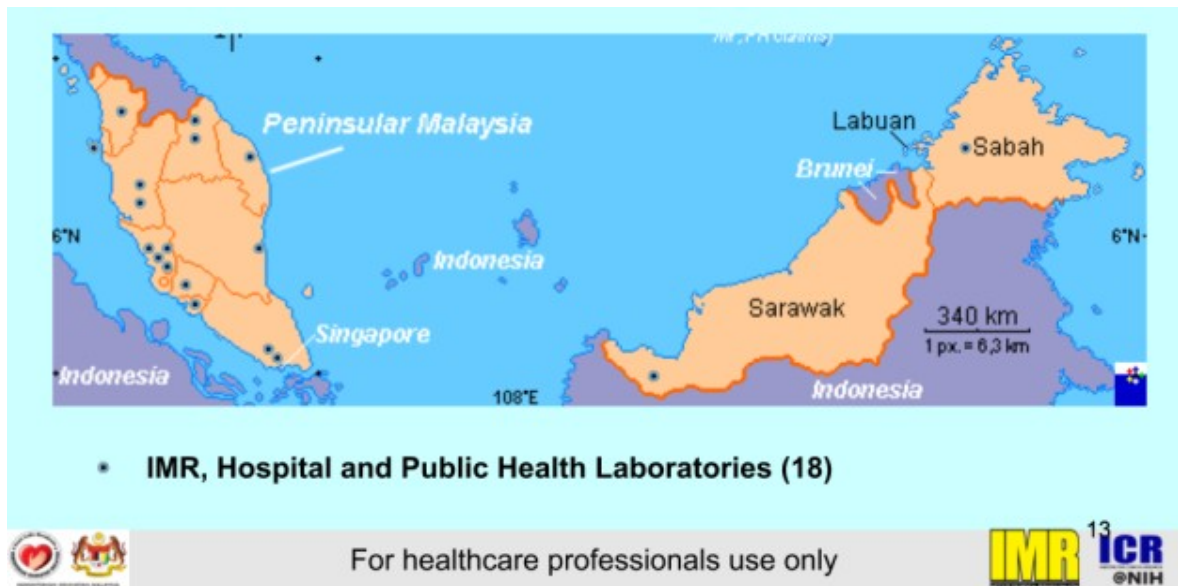 Peninsular Malaysia
Labuan
Sabah
Brunei
6°N
6°N
Indonesia
Sarawak
340 km
1 px. = 6,3 km
Singapore
Indonesia
108°E
Indonesia
IMR, Hospital and Public Health Laboratories (18)
For healthcare professionals use only
IMR
13
ICR
@NIH